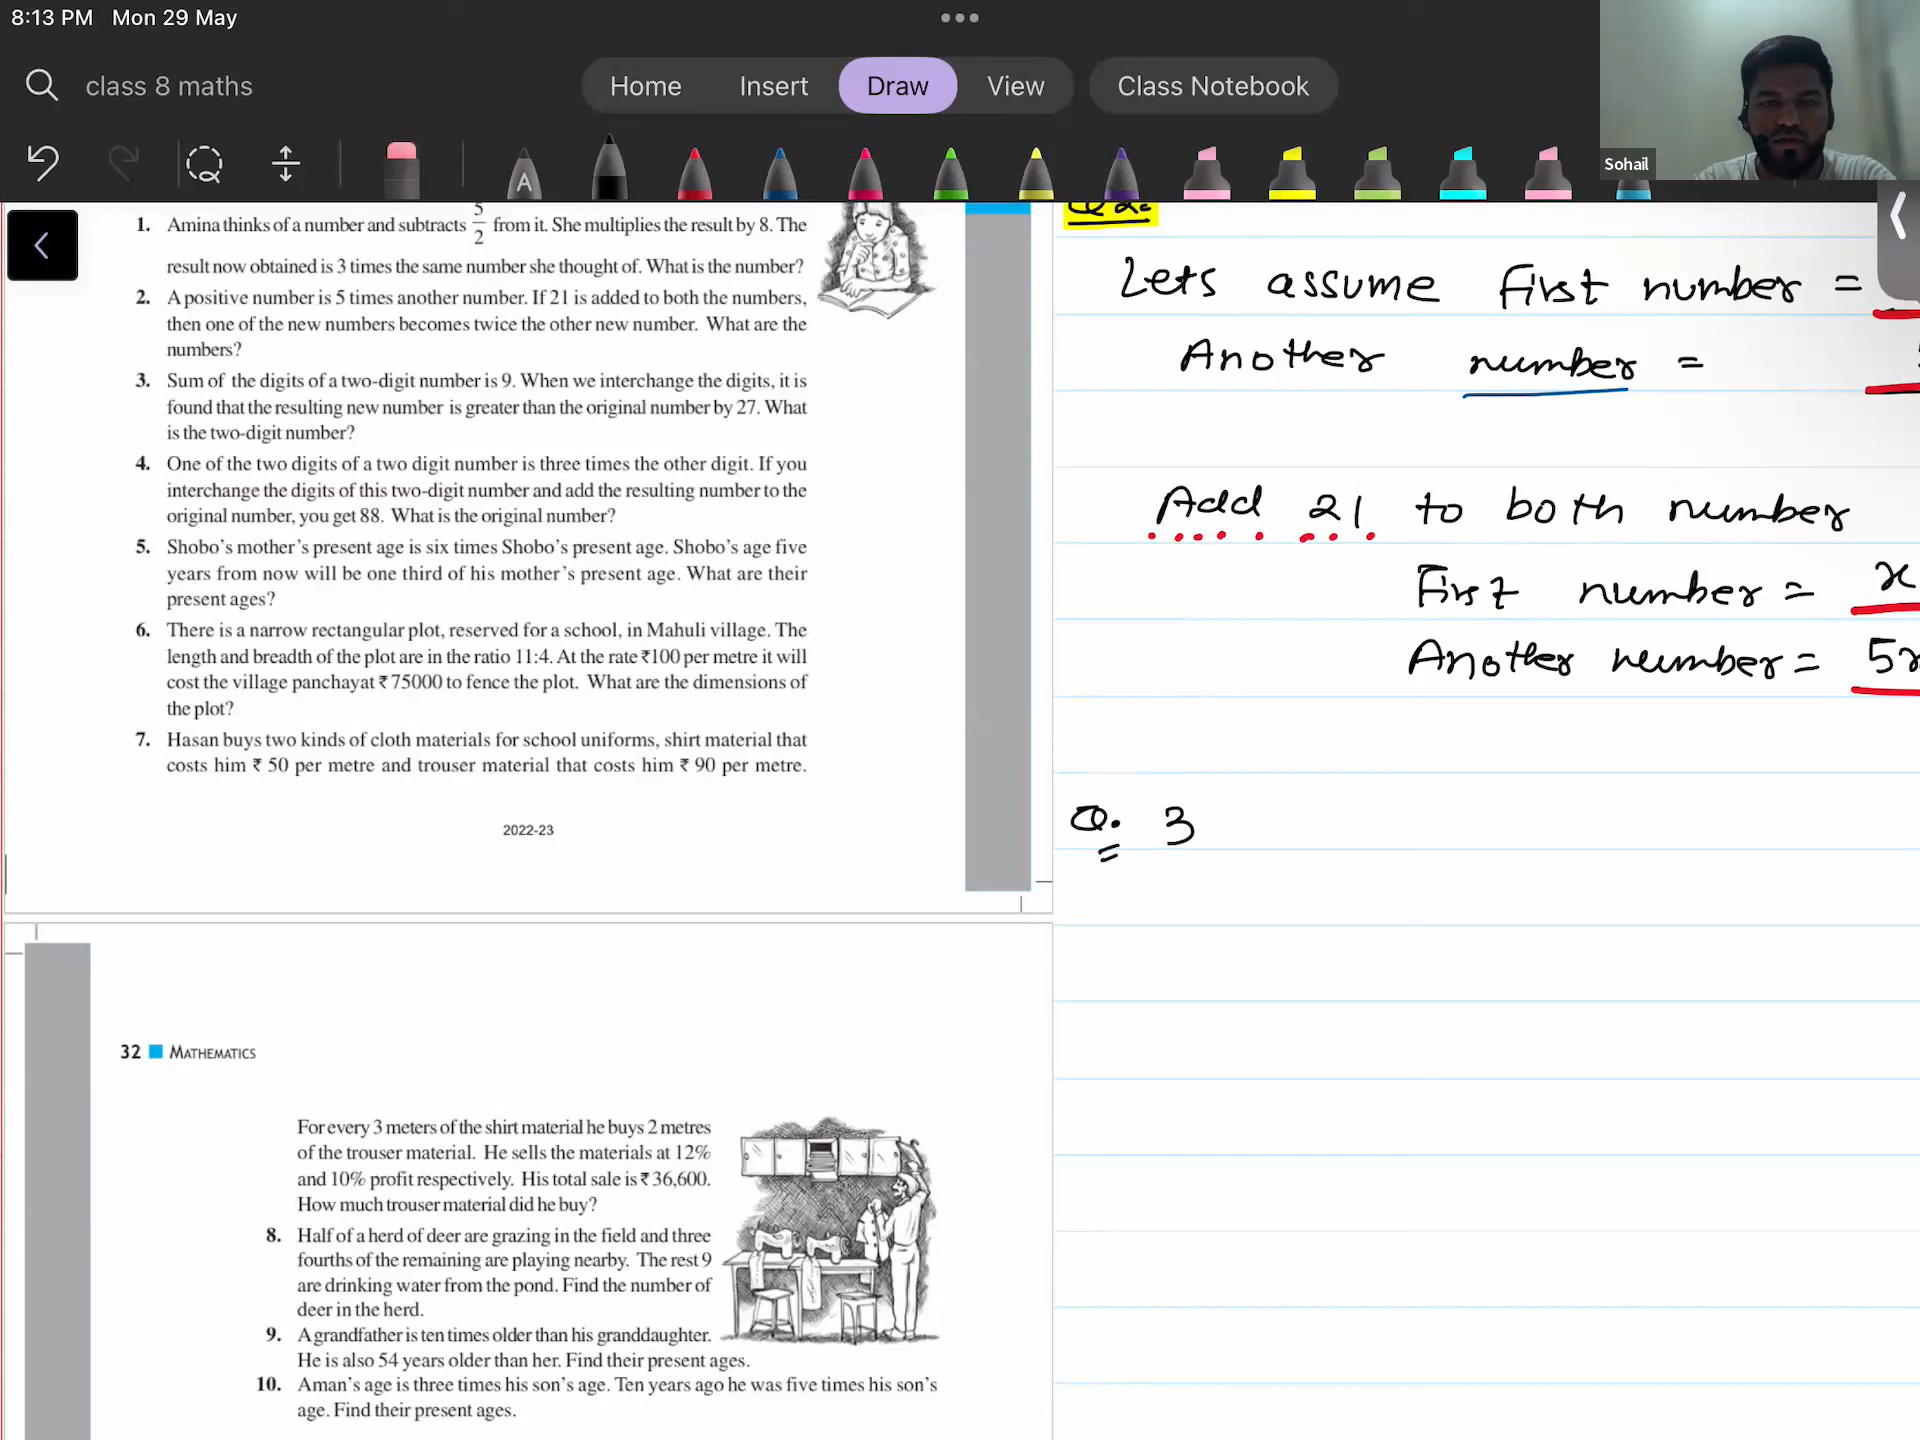 8:13 PM Mon 29 May
class 8 maths
Home Insert Draw View Class Notebook
A
Sohail
1. Amina thinks of a number and subtracts 5/2 from it. She multiplies the result by 8. The
result now obtained is 3 times the same number she thought of. What is the number?
2. A positive number is 5 times another number. If 21 is added to both the numbers,
then one of the new numbers becomes twice the other new number. What are the
numbers?
3. Sum of the digits of a two-digit number is 9. When we interchange the digits, it is
found that the resulting new number is greater than the original number by 27. What
is the two-digit number?
4. One of the two digits of a two digit number is three times the other digit. If you
interchange the digits of this two-digit number and add the resulting number to the
original number, you get 88. What is the original number?
5. Shobo's mother's present age is six times Shobo's present age. Shobo's age five
years from now will be one third of his mother's present age. What are their
present ages?
6. There is a narrow rectangular plot, reserved for a school, in Mahuli village. The
length and breadth of the plot are in the ratio 11:4. At the rate ₹100 per metre it will
cost the village panchayat ₹75000 to fence the plot. What are the dimensions of
the plot?
7. Hasan buys two kinds of cloth materials for school uniforms, shirt material that
costs him ₹ 50 per metre and trouser material that costs him ₹ 90 per metre.
2022-23
32 MATHEMATICS
For every 3 meters of the shirt material he buys 2 metres
of the trouser material. He sells the materials at 12%
and 10% profit respectively. His total sale is ₹36,600.
How much trouser material did he buy?
8. Half of a herd of deer are grazing in the field and three
fourths of the remaining are playing nearby. The rest 9
are drinking water from the pond. Find the number of
deer in the herd.
9. A grandfather is ten times older than his granddaughter.
He is also 54 years older than her. Find their present ages.
10. Aman's age is three times his son's age. Ten years ago he was five times his son's
age. Find their present ages.
Lets assume First number =
Another number =
Add 21 to both number
First number = x
Another number = 5x
Q. 3